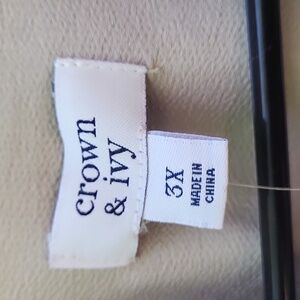 crown
& ivy
3X
MADE IN
CHINA